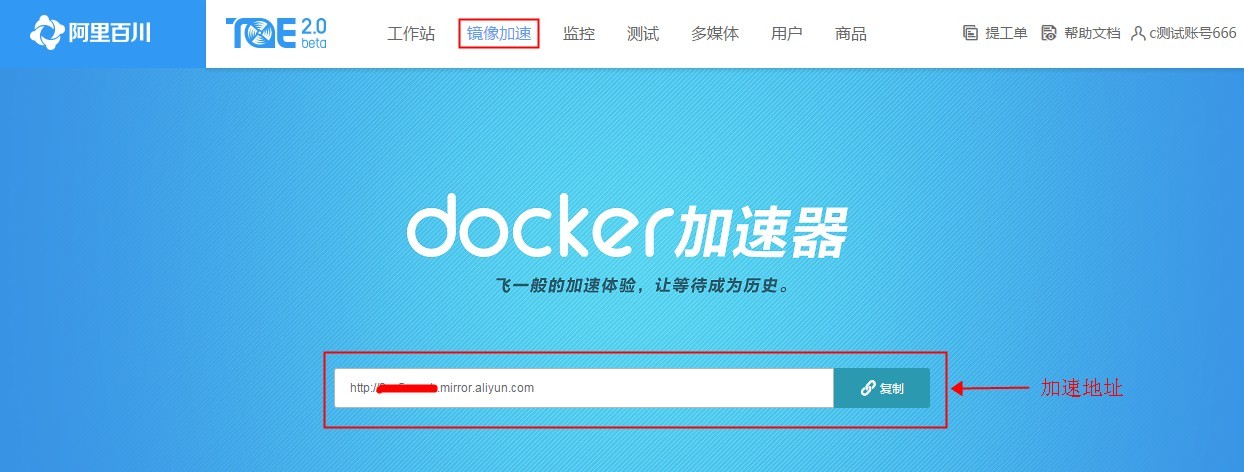 阿里百川
TAE 2.0 beta
工作站 镜像加速 监控 测试 多媒体 用户 商品
提工单 帮助文档 c测试账号666
docker加速器
飞一般的加速体验，让等待成为历史。
http:/ .mirror.aliyun.com 复制
加速地址